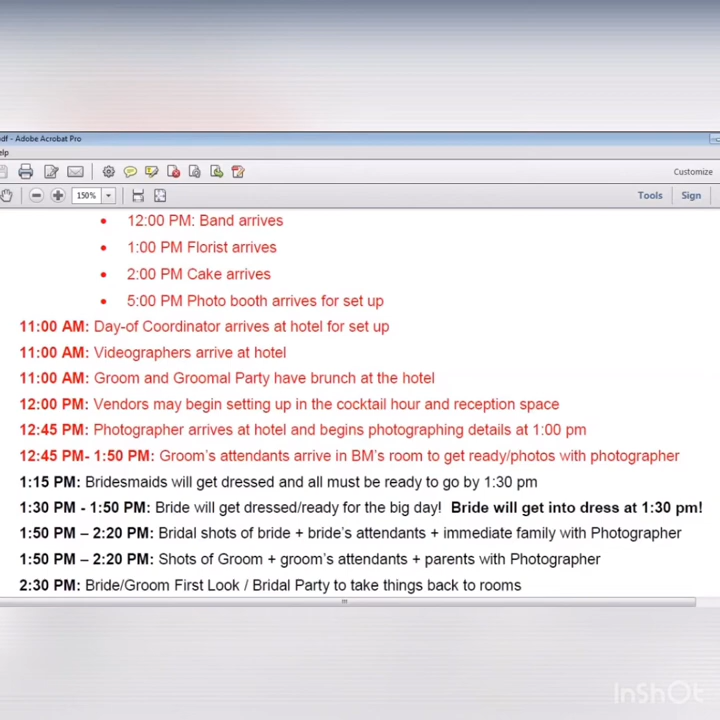 df - Adobe Acrobat Pro
elp
Customize
150%
Tools
Sign
• 12:00 PM: Band arrives
• 1:00 PM Florist arrives
• 2:00 PM Cake arrives
• 5:00 PM Photo booth arrives for set up
11:00 AM: Day-of Coordinator arrives at hotel for set up
11:00 AM: Videographers arrive at hotel
11:00 AM: Groom and Groomal Party have brunch at the hotel
12:00 PM: Vendors may begin setting up in the cocktail hour and reception space
12:45 PM: Photographer arrives at hotel and begins photographing details at 1:00 pm
12:45 PM- 1:50 PM: Groom's attendants arrive in BM's room to get ready/photos with photographer
1:15 PM: Bridesmaids will get dressed and all must be ready to go by 1:30 pm
1:30 PM - 1:50 PM: Bride will get dressed/ready for the big day! Bride will get into dress at 1:30 pm!
1:50 PM – 2:20 PM: Bridal shots of bride + bride's attendants + immediate family with Photographer
1:50 PM – 2:20 PM: Shots of Groom + groom's attendants + parents with Photographer
2:30 PM: Bride/Groom First Look / Bridal Party to take things back to rooms
InShOt